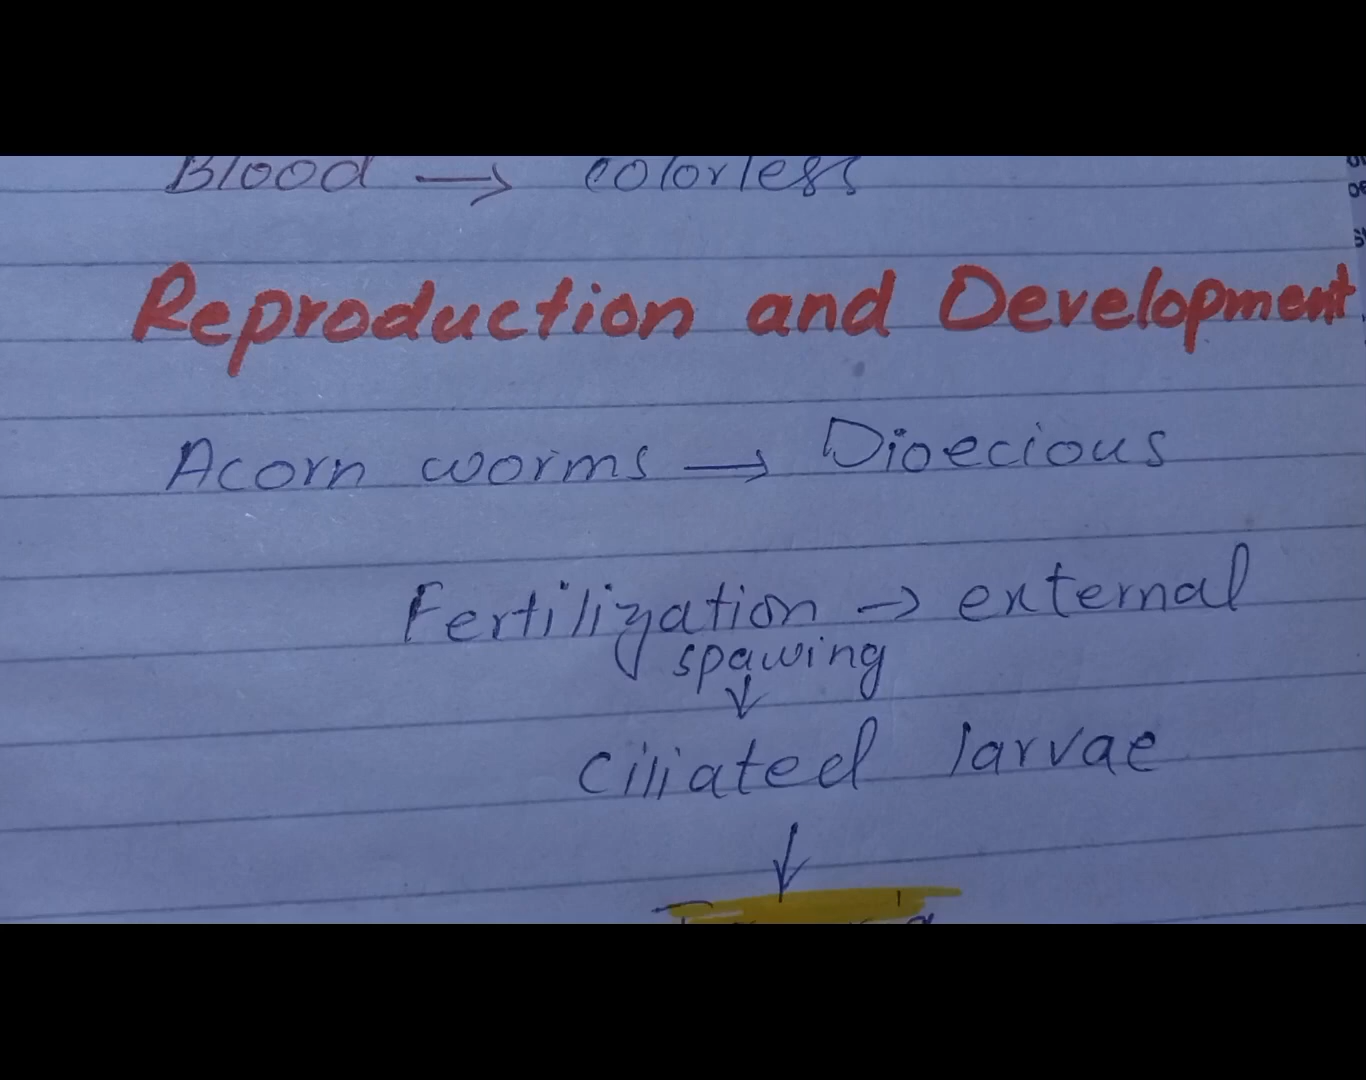 Blood → colorless
Reproduction and Development
Acorn worms → Dioecious
Fertilization → external
spawing
↓
Ciliated larvae
↓